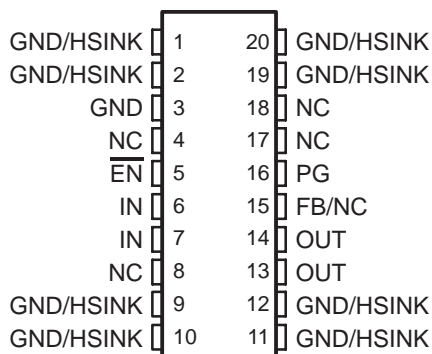 GND/HSINK 1 20 GND/HSINK
GND/HSINK 2 19 GND/HSINK
GND 3 18 NC
NC 4 17 NC
EN 5 16 PG
IN 6 15 FB/NC
IN 7 14 OUT
NC 8 13 OUT
GND/HSINK 9 12 GND/HSINK
GND/HSINK 10 11 GND/HSINK